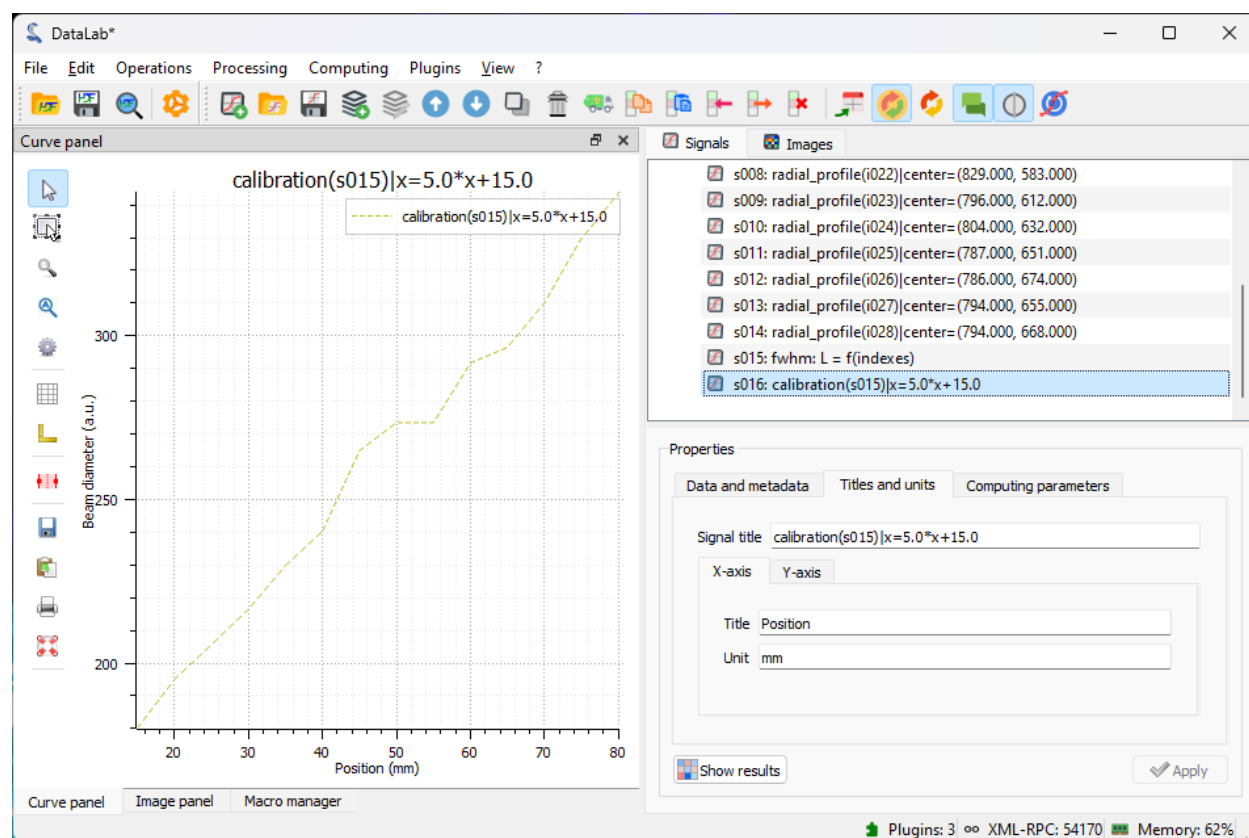 DataLab*
File Edit Operations Processing Computing Plugins View ?
Curve panel
calibration(s015)|x=5.0*x+15.0
calibration(s015)|x=5.0*x+15.0
300
250
200
Beam diameter (a.u.)
20 30 40 50 60 70 80
Position (mm)
Curve panel Image panel Macro manager
Signals Images
s008: radial_profile(i022)|center=(829.000, 583.000)
s009: radial_profile(i023)|center=(796.000, 612.000)
s010: radial_profile(i024)|center=(804.000, 632.000)
s011: radial_profile(i025)|center=(787.000, 651.000)
s012: radial_profile(i026)|center=(786.000, 674.000)
s013: radial_profile(i027)|center=(794.000, 655.000)
s014: radial_profile(i028)|center=(794.000, 668.000)
s015: fwhm: L = f(indexes)
s016: calibration(s015)|x=5.0*x+15.0
Properties
Data and metadata Titles and units Computing parameters
Signal title calibration(s015)|x=5.0*x+15.0
X-axis Y-axis
Title Position
Unit mm
Show results Apply
Plugins: 3 XML-RPC: 54170 Memory: 62%